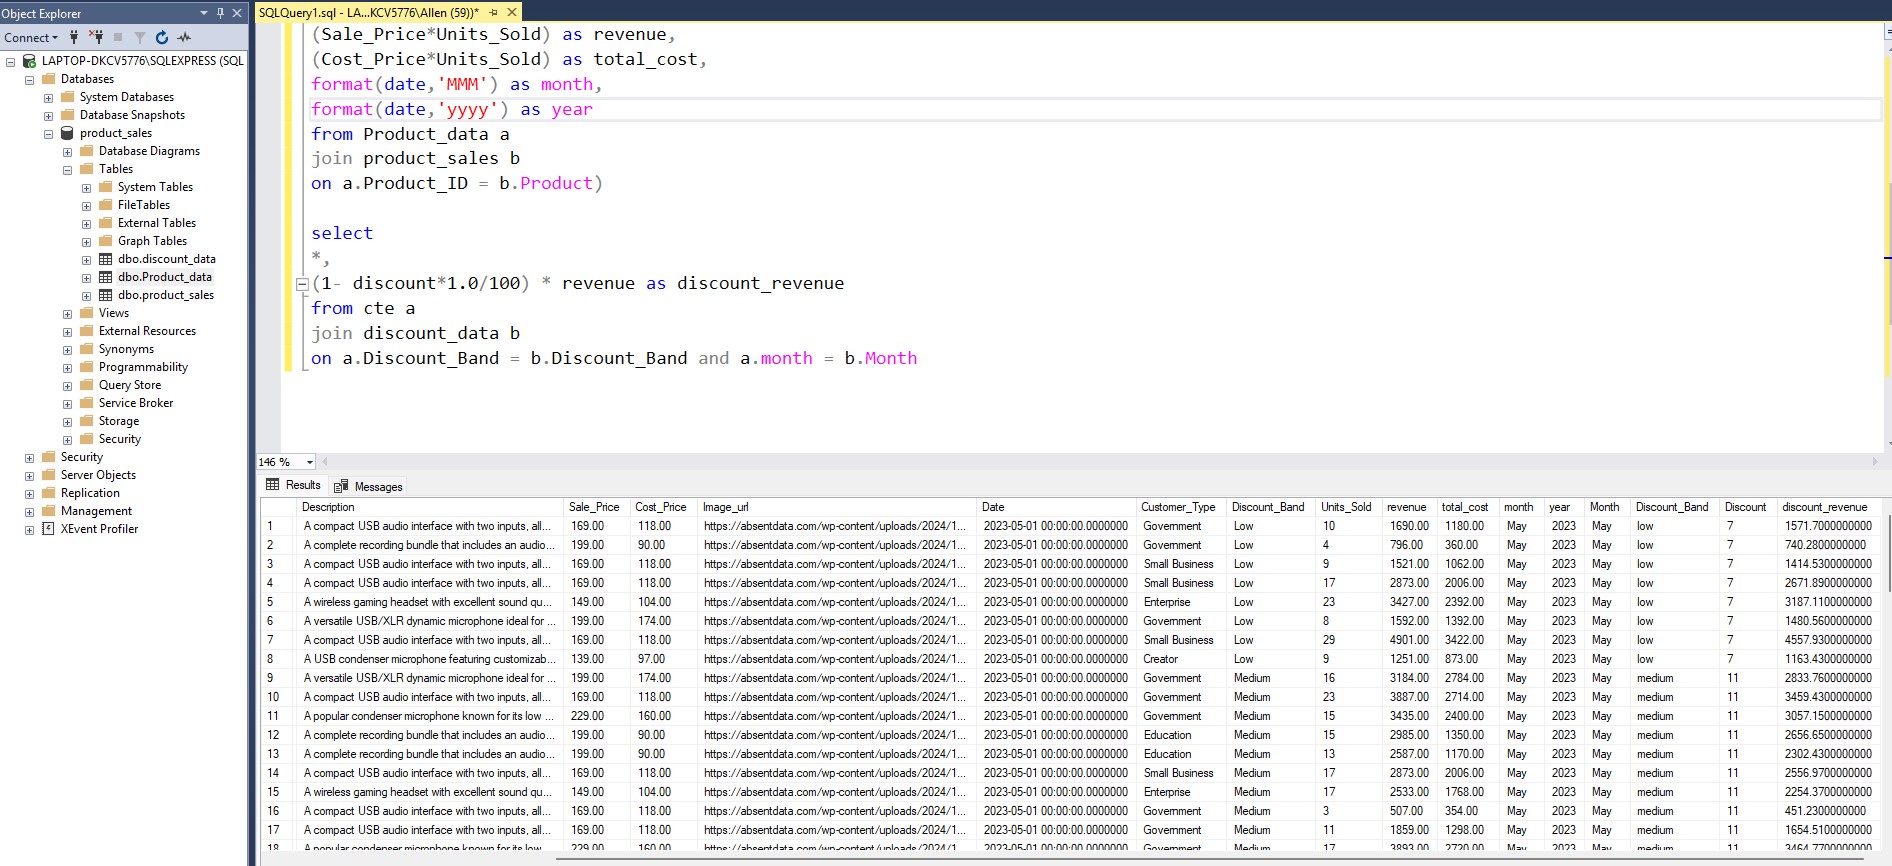 Object Explorer
Connect
LAPTOP-DKCV5776\SQLEXPRESS (SQL
Databases
System Databases
Database Snapshots
product_sales
Database Diagrams
Tables
System Tables
FileTables
External Tables
Graph Tables
dbo.discount_data
dbo.Product_data
dbo.product_sales
Views
External Resources
Synonyms
Programmability
Query Store
Service Broker
Storage
Security
Security
Server Objects
Replication
Management
XEvent Profiler
SQLQuery1.sql - LA...KCV5776\Allen (59))*
(Sale_Price*Units_Sold) as revenue,
(Cost_Price*Units_Sold) as total_cost,
format(date,'MMM') as month,
format(date,'yyyy') as year
from Product_data a
join product_sales b
on a.Product_ID = b.Product)
select
*,
(1- discount*1.0/100) * revenue as discount_revenue
from cte a
join discount_data b
on a.Discount_Band = b.Discount_Band and a.month = b.Month
146 %
Results Messages
Description Sale_Price Cost_Price Image_url Date Customer_Type Discount_Band Units_Sold revenue total_cost month year Month Discount_Band Discount discount_revenue
1 A compact USB audio interface with two inputs, all... 169.00 118.00 https://absentdata.com/wp-content/uploads/2024/1... 2023-05-01 00:00:00.0000000 Government Low 10 1690.00 1180.00 May 2023 May low 7 1571.7000000000
2 A complete recording bundle that includes an audio... 199.00 90.00 https://absentdata.com/wp-content/uploads/2024/1... 2023-05-01 00:00:00.0000000 Government Low 4 796.00 360.00 May 2023 May low 7 740.2800000000
3 A compact USB audio interface with two inputs, all... 169.00 118.00 https://absentdata.com/wp-content/uploads/2024/1... 2023-05-01 00:00:00.0000000 Small Business Low 9 1521.00 1062.00 May 2023 May low 7 1414.5300000000
4 A compact USB audio interface with two inputs, all... 169.00 118.00 https://absentdata.com/wp-content/uploads/2024/1... 2023-05-01 00:00:00.0000000 Small Business Low 17 2873.00 2006.00 May 2023 May low 7 2671.8900000000
5 A wireless gaming headset with excellent sound qu... 149.00 104.00 https://absentdata.com/wp-content/uploads/2024/1... 2023-05-01 00:00:00.0000000 Enterprise Low 23 3427.00 2392.00 May 2023 May low 7 3187.1100000000
6 A versatile USB/XLR dynamic microphone ideal for ... 199.00 174.00 https://absentdata.com/wp-content/uploads/2024/1... 2023-05-01 00:00:00.0000000 Government Low 8 1592.00 1392.00 May 2023 May low 7 1480.5600000000
7 A compact USB audio interface with two inputs, all... 169.00 118.00 https://absentdata.com/wp-content/uploads/2024/1... 2023-05-01 00:00:00.0000000 Small Business Low 29 4901.00 3422.00 May 2023 May low 7 4557.9300000000
8 A USB condenser microphone featuring customizab... 139.00 97.00 https://absentdata.com/wp-content/uploads/2024/1... 2023-05-01 00:00:00.0000000 Creator Low 9 1251.00 873.00 May 2023 May low 7 1163.4300000000
9 A versatile USB/XLR dynamic microphone ideal for ... 199.00 174.00 https://absentdata.com/wp-content/uploads/2024/1... 2023-05-01 00:00:00.0000000 Government Medium 16 3184.00 2784.00 May 2023 May medium 11 2833.7600000000
10 A compact USB audio interface with two inputs, all... 169.00 118.00 https://absentdata.com/wp-content/uploads/2024/1... 2023-05-01 00:00:00.0000000 Government Medium 23 3887.00 2714.00 May 2023 May medium 11 3459.4300000000
11 A popular condenser microphone known for its low ... 229.00 160.00 https://absentdata.com/wp-content/uploads/2024/1... 2023-05-01 00:00:00.0000000 Government Medium 15 3435.00 2400.00 May 2023 May medium 11 3057.1500000000
12 A complete recording bundle that includes an audio... 199.00 90.00 https://absentdata.com/wp-content/uploads/2024/1... 2023-05-01 00:00:00.0000000 Education Medium 15 2985.00 1350.00 May 2023 May medium 11 2656.6500000000
13 A complete recording bundle that includes an audio... 199.00 90.00 https://absentdata.com/wp-content/uploads/2024/1... 2023-05-01 00:00:00.0000000 Education Medium 13 2587.00 1170.00 May 2023 May medium 11 2302.4300000000
14 A compact USB audio interface with two inputs, all... 169.00 118.00 https://absentdata.com/wp-content/uploads/2024/1... 2023-05-01 00:00:00.0000000 Small Business Medium 17 2873.00 2006.00 May 2023 May medium 11 2556.9700000000
15 A wireless gaming headset with excellent sound qu... 149.00 104.00 https://absentdata.com/wp-content/uploads/2024/1... 2023-05-01 00:00:00.0000000 Enterprise Medium 17 2533.00 1768.00 May 2023 May medium 11 2254.3700000000
16 A compact USB audio interface with two inputs, all... 169.00 118.00 https://absentdata.com/wp-content/uploads/2024/1... 2023-05-01 00:00:00.0000000 Government Medium 3 507.00 354.00 May 2023 May medium 11 451.2300000000
17 A compact USB audio interface with two inputs, all... 169.00 118.00 https://absentdata.com/wp-content/uploads/2024/1... 2023-05-01 00:00:00.0000000 Government Medium 11 1859.00 1298.00 May 2023 May medium 11 1654.5100000000
18 A popular condenser microphone known for its low ... 229.00 160.00 https://absentdata.com/wp-content/uploads/2024/1... 2023-05-01 00:00:00.0000000 Government Medium 17 3893.00 2720.00 May 2023 May medium 11 3464.7700000000